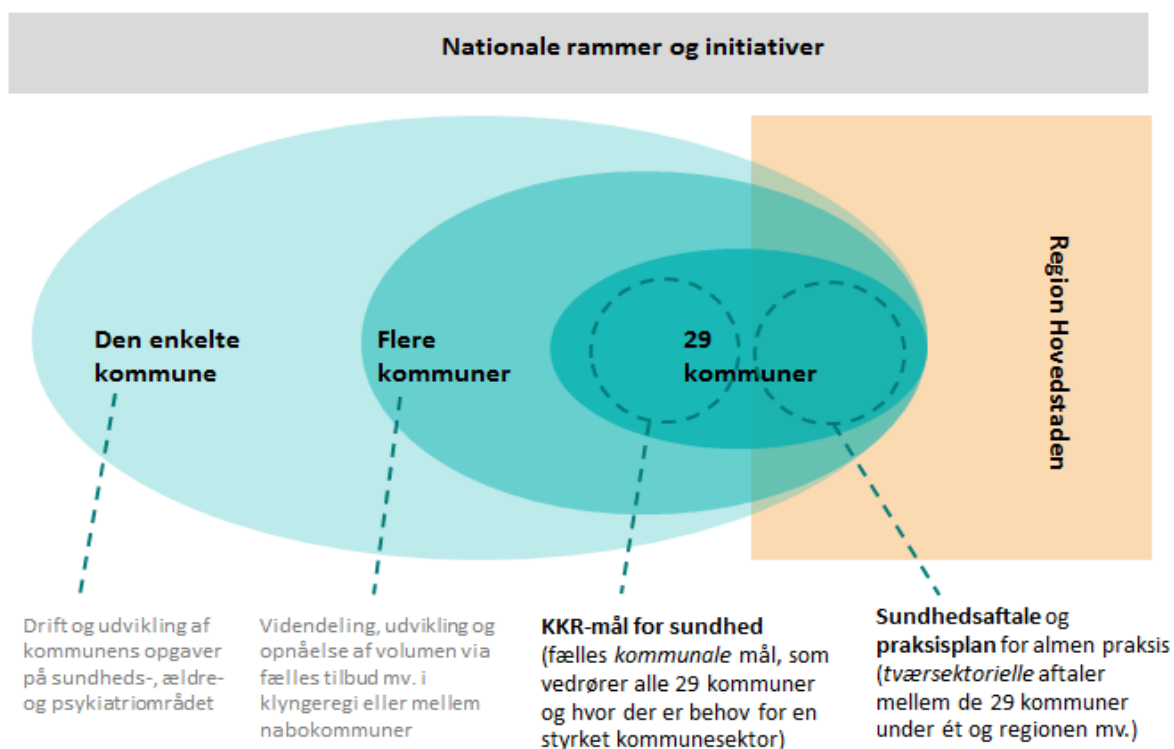 Nationale rammer og initiativer
Den enkelte
kommune
Flere
kommuner
29
kommuner
Region Hovedstaden
Drift og udvikling af
kommunens opgaver
på sundheds-, ældre-
og psykiatriområdet
Videndeling, udvikling og
opnåelse af volumen via
fælles tilbud mv. i
klyngeregi eller mellem
nabokommuner
KKR-mål for sundhed
(fælles kommunale mål, som
vedrører alle 29 kommuner
og hvor der er behov for en
styrket kommunesektor)
Sundhedsaftale og
praksisplan for almen praksis
(tværsektorielle aftaler
mellem de 29 kommuner
under ét og regionen mv.)